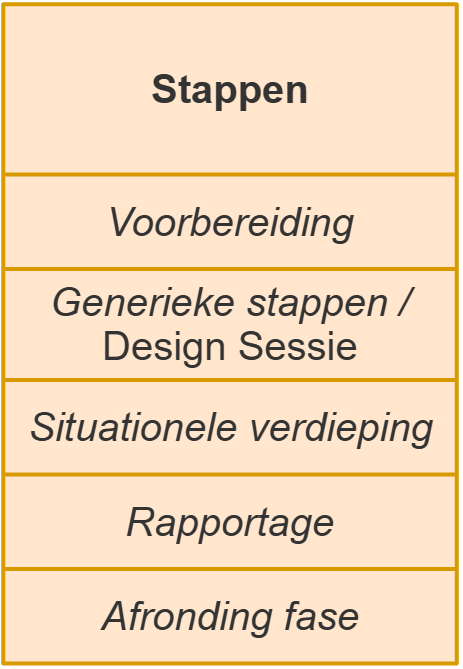 Stappen
Voorbereiding
Generieke stappen /
Design Sessie
Situationele verdieping
Rapportage
Afronding fase